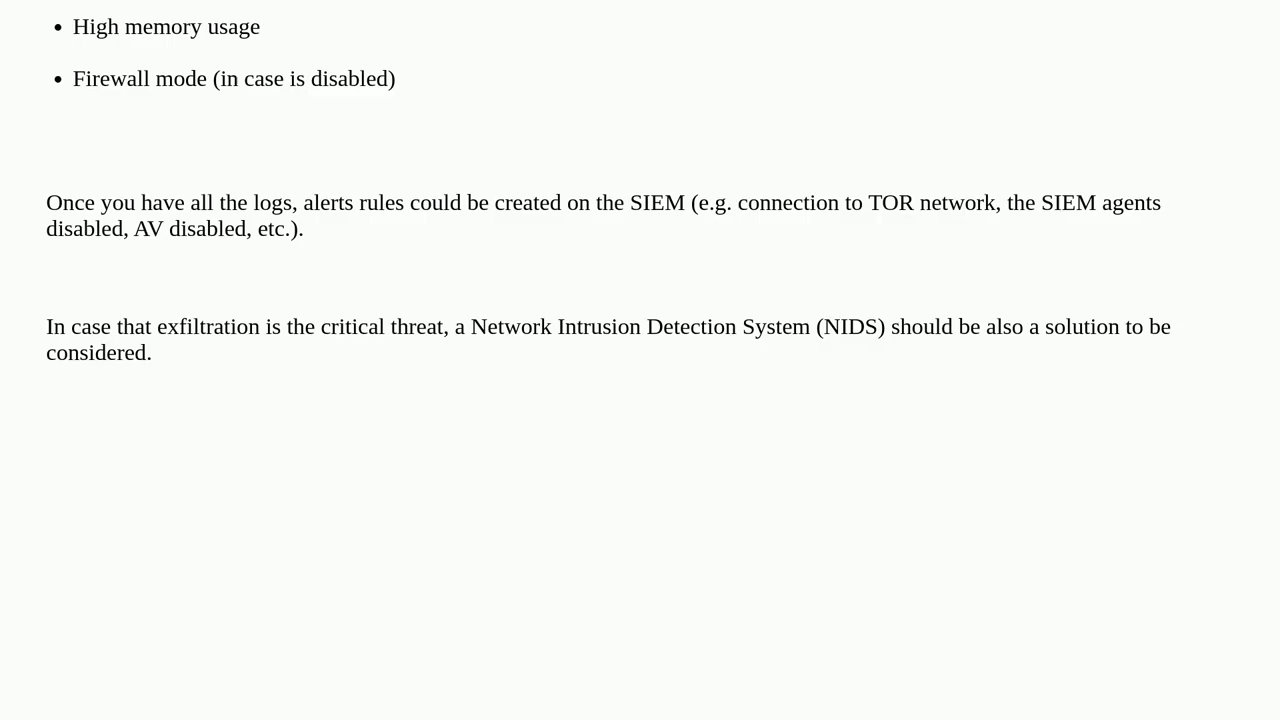 • High memory usage
• Firewall mode (in case is disabled)
Once you have all the logs, alerts rules could be created on the SIEM (e.g. connection to TOR network, the SIEM agents
disabled, AV disabled, etc.).
In case that exfiltration is the critical threat, a Network Intrusion Detection System (NIDS) should be also a solution to be
considered.